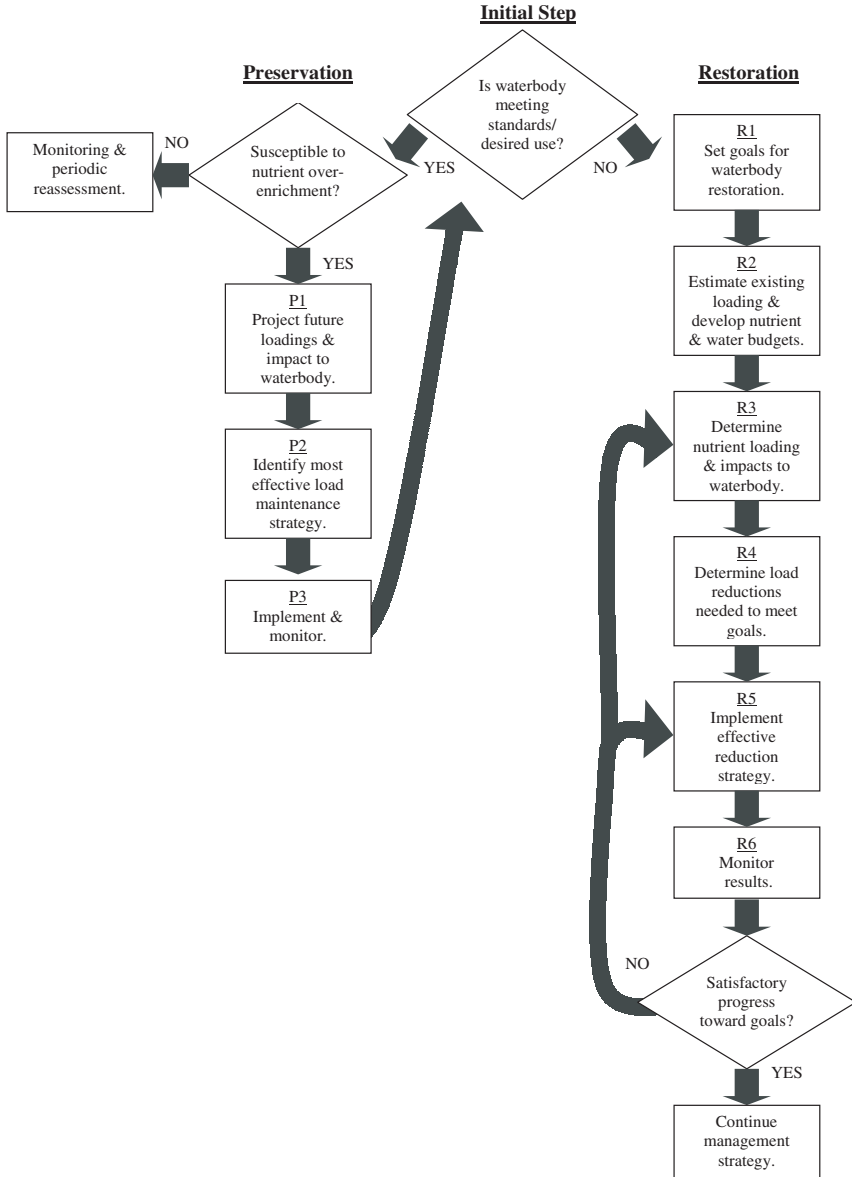 Initial Step
Is waterbody
meeting
standards/
desired use?
YES
NO
Preservation
Susceptible to
nutrient over-
enrichment?
NO
Monitoring &
periodic
reassessment.
YES
P1
Project future
loadings &
impact to
waterbody.
P2
Identify most
effective load
maintenance
strategy.
P3
Implement &
monitor.
Restoration
R1
Set goals for
waterbody
restoration.
R2
Estimate existing
loading &
develop nutrient
& water budgets.
R3
Determine
nutrient loading
& impacts to
waterbody.
R4
Determine load
reductions
needed to meet
goals.
R5
Implement
effective
reduction
strategy.
R6
Monitor
results.
NO
Satisfactory
progress
toward goals?
YES
Continue
management
strategy.